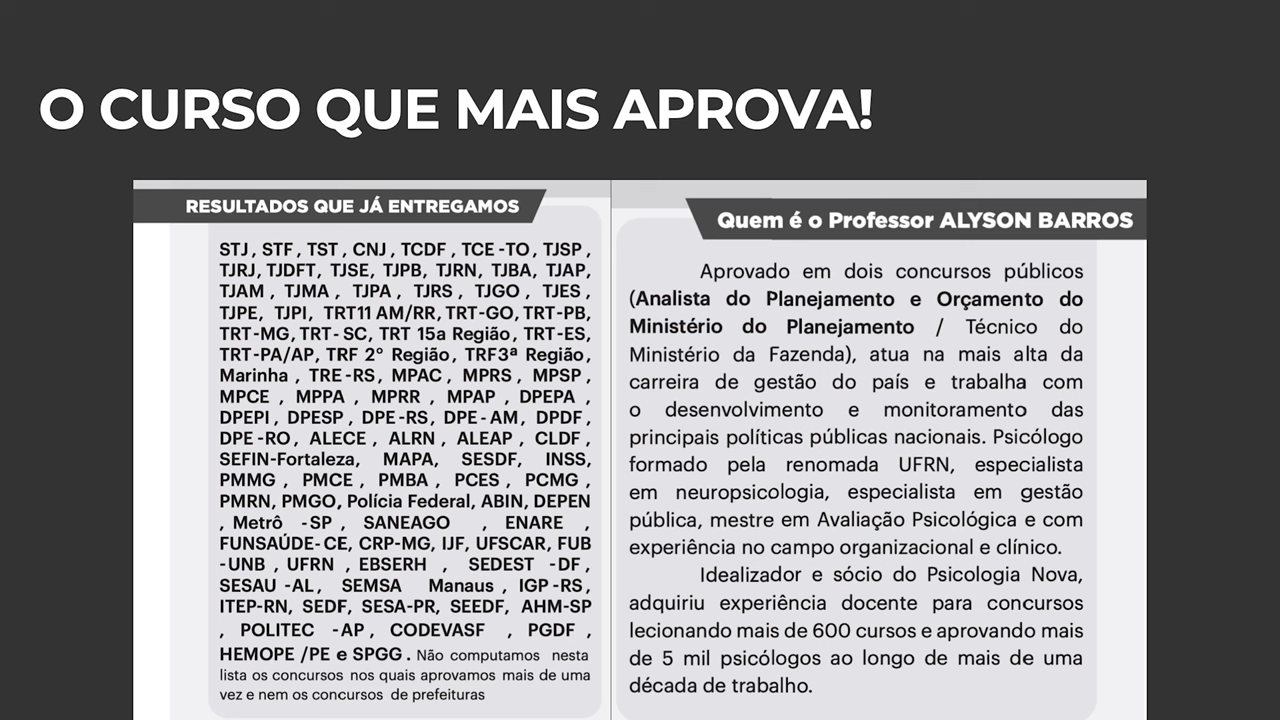 O CURSO QUE MAIS APROVA!
RESULTADOS QUE JÁ ENTREGAMOS
STJ , STF , TST , CNJ , TCDF , TCE -TO , TJSP ,
TJRJ, TJDFT, TJSE, TJPB, TJRN, TJBA, TJAP,
TJAM , TJMA , TJPA , TJRS , TJGO , TJES ,
TJPE, TJPI, TRT11 AM/RR, TRT-GO, TRT-PB,
TRT -MG, TRT- SC, TRT 15a Região , TRT-ES,
TRT -PA/AP, TRF 2° Região , TRF3ª Região ,
Marinha , TRE -RS , MPAC , MPRS , MPSP ,
MPCE , MPPA , MPRR , MPAP , DPEPA ,
DPEPI , DPESP , DPE -RS, DPE - AM, DPDF ,
DPE -RO , ALECE , ALRN , ALEAP , CLDF ,
SEFIN-Fortaleza, MAPA, SESDF, INSS,
PMMG , PMCE , PMBA , PCES , PCMG ,
PMRN, PMGO, Polícia Federal, ABIN, DEPEN
, Metrô -SP , SANEAGO , ENARE ,
FUNSAÚDE- CE, CRP-MG, IJF, UFSCAR, FUB
-UNB , UFRN , EBSERH , SEDEST -DF ,
SESAU -AL, SEMSA Manaus , IGP -RS ,
ITEP-RN, SEDF, SESA-PR, SEEDF, AHM-SP
, POLITEC -AP , CODEVASF , PGDF ,
HEMOPE /PE e SPGG . Não computamos nesta
lista os concursos nos quais aprovamos mais de uma
vez e nem os concursos de prefeituras
Quem é o Professor ALYSON BARROS
Aprovado em dois concursos públicos
(Analista do Planejamento e Orçamento do
Ministério do Planejamento / Técnico do
Ministério da Fazenda), atua na mais alta da
carreira de gestão do país e trabalha com
o desenvolvimento e monitoramento das
principais políticas públicas nacionais. Psicólogo
formado pela renomada UFRN, especialista
em neuropsicologia, especialista em gestão
pública, mestre em Avaliação Psicológica e com
experiência no campo organizacional e clínico.
Idealizador e sócio do Psicologia Nova,
adquiriu experiência docente para concursos
lecionando mais de 600 cursos e aprovando mais
de 5 mil psicólogos ao longo de mais de uma
década de trabalho.